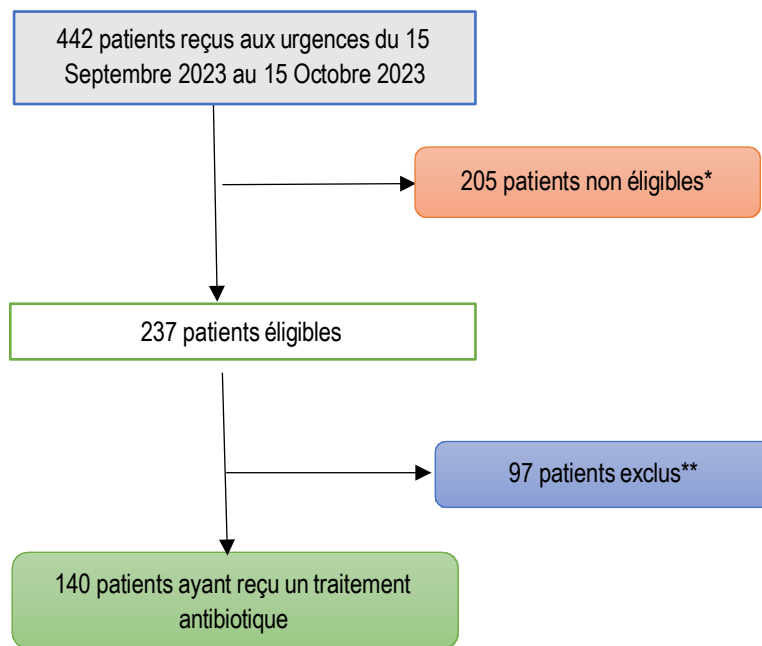 442 patients reçus aux urgences du 15
Septembre 2023 au 15 Octobre 2023
205 patients non éligibles*
237 patients éligibles
97 patients exclus**
140 patients ayant reçu un traitement
antibiotique